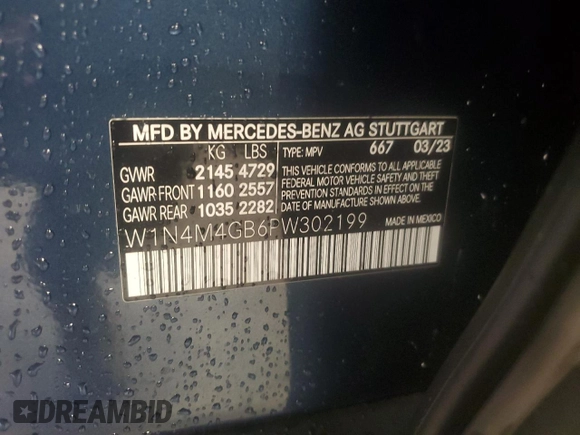 MFD BY MERCEDES-BENZ AG STUTTGART
KG LBS TYPE: MPV 667 03/23
GVWR 2145 4729
GAWR FRONT 1160 2557
GAWR REAR 1035 2282
THIS VEHICLE CONFORMS TO ALL APPLICABLE
FEDERAL MOTOR VEHICLE SAFETY AND THEFT
PREVENTION STANDARDS IN EFFECT ON THE
DATE OF MANUFACTURE SHOWN ABOVE.
MADE IN MEXICO
W1N4M4GB6PW302199
DREAMBID